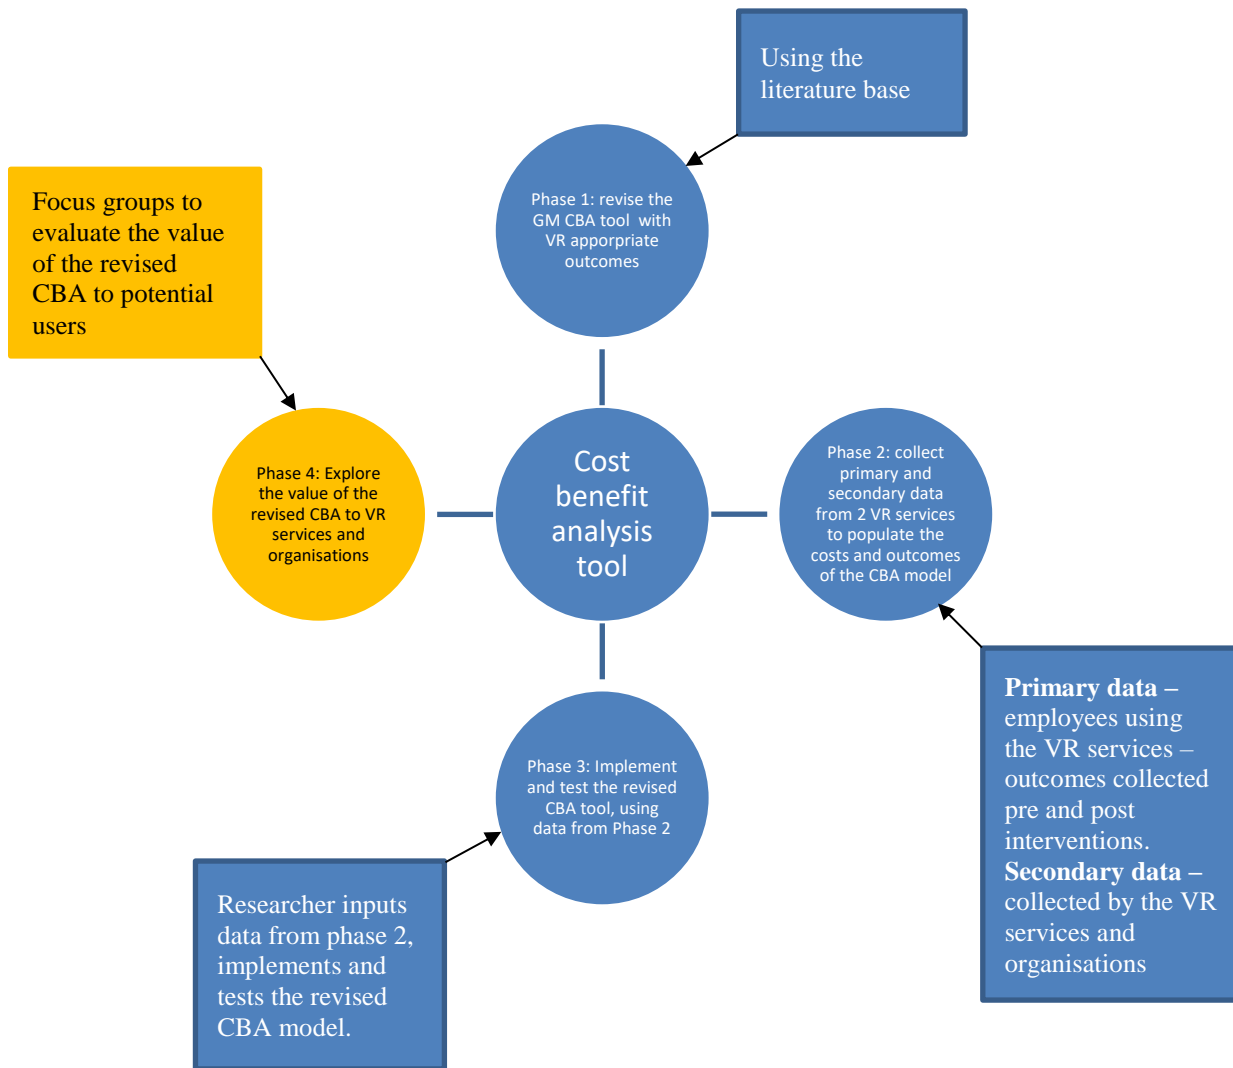 Using the
literature base
Phase 1: revise the
GM CBA tool with
VR apporpriate
outcomes
Focus groups to
evaluate the value
of the revised
CBA to potential
users
Phase 4: Explore
the value of the
revised CBA to VR
services and
organisations
Cost
benefit
analysis
tool
Phase 2: collect
primary and
secondary data
from 2 VR services
to populate the
costs and outcomes
of the CBA model
Primary data –
employees using
the VR services –
outcomes collected
pre and post
interventions.
Secondary data –
collected by the VR
services and
organisations
Phase 3: Implement
and test the revised
CBA tool, using
data from Phase 2
Researcher inputs
data from phase 2,
implements and
tests the revised
CBA model.